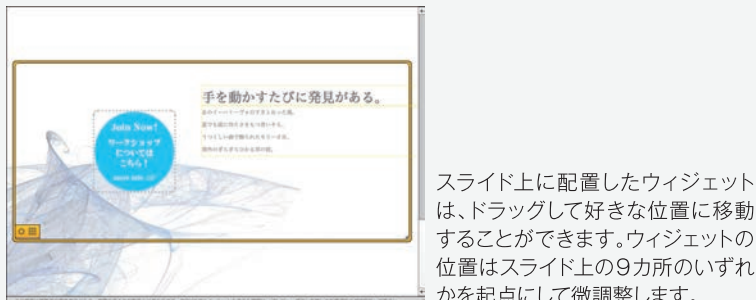 手を動かすたびに発見がある。
Join Now!
ワークショップ
については
こちら!
スライド上に配置したウィジェット
は、ドラッグして好きな位置に移動
することができます。ウィジェットの
位置はスライド上の9カ所のいずれ
かを起点にして微調整します。